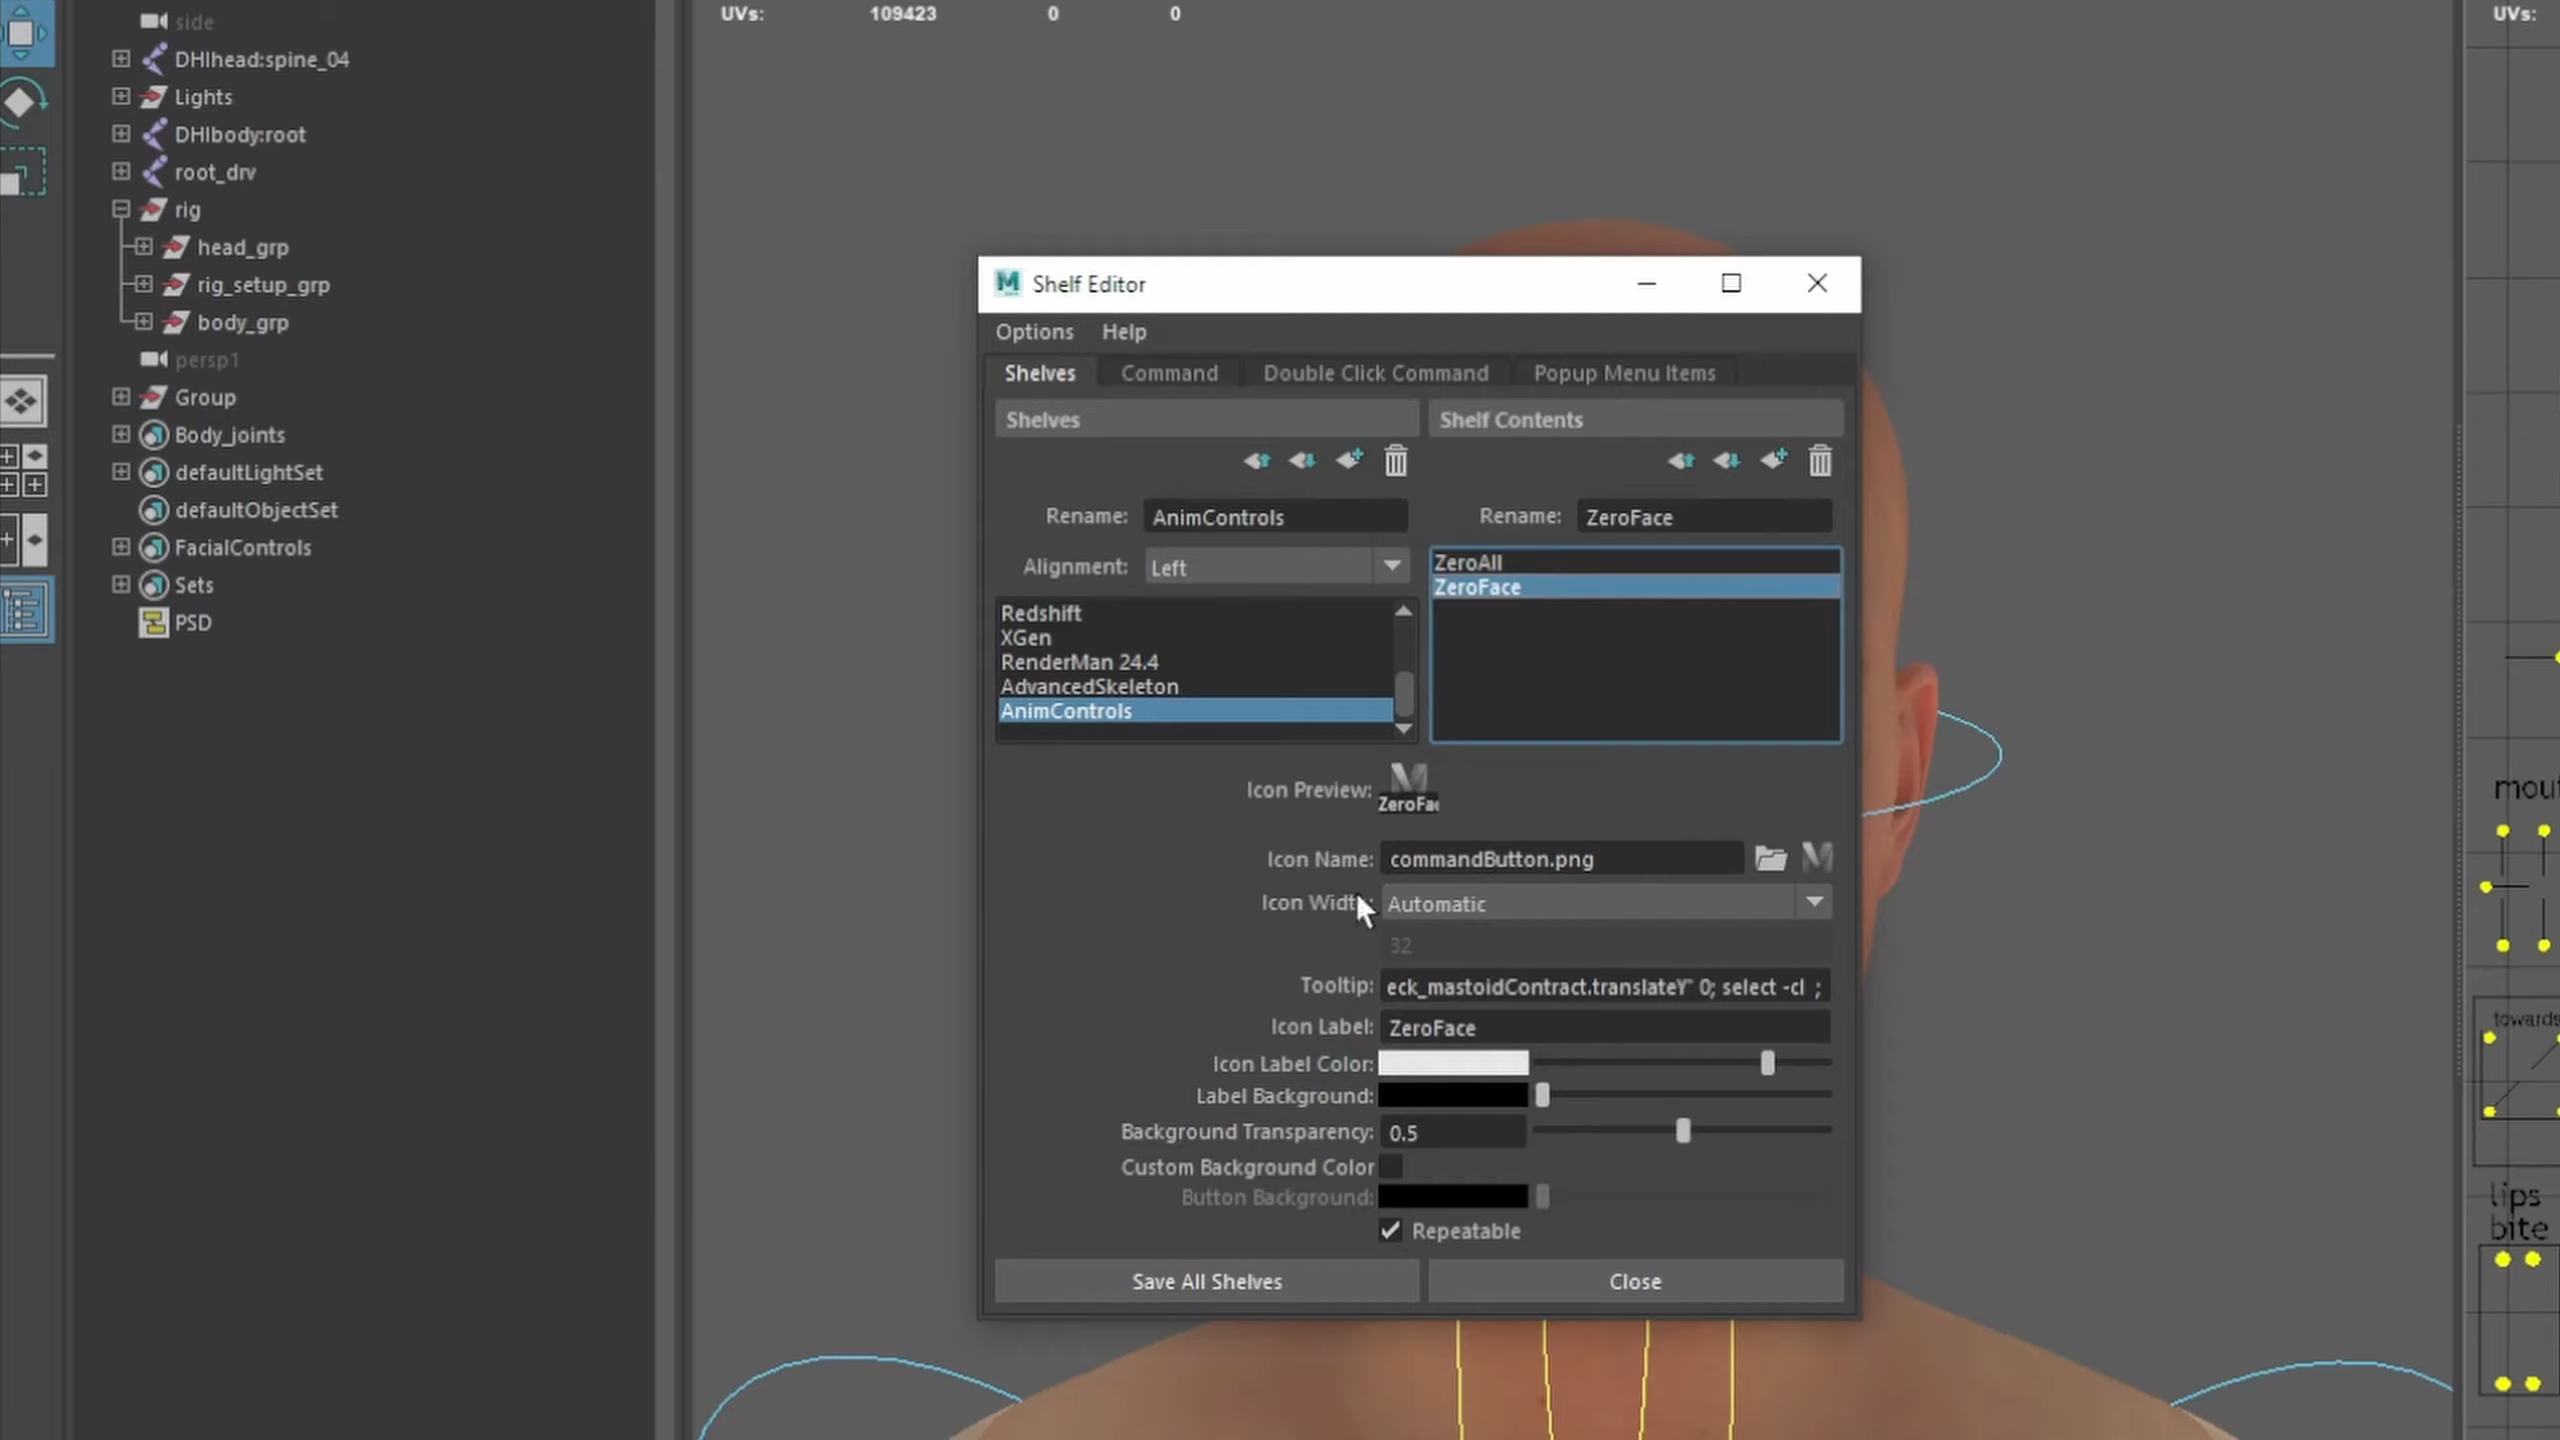 UVs: 109423 0 0
UVs:
side
DHIhead:spine_04
Lights
DHIbody:root
root_drv
rig
head_grp
rig_setup_grp
body_grp
persp1
Group
Body_joints
defaultLightSet
defaultObjectSet
FacialControls
Sets
PSD
Shelf Editor
Options Help
Shelves Command Double Click Command Popup Menu Items
Shelves Shelf Contents
Rename: AnimControls Rename: ZeroFace
Alignment: Left
Redshift
XGen
RenderMan 24.4
AdvancedSkeleton
AnimControls
ZeroAll
ZeroFace
Icon Preview:
ZeroFac
Icon Name: commandButton.png
Icon Width: Automatic
32
Tooltip: eck_mastoidContract.translateY" 0; select -cl ;
Icon Label: ZeroFace
Icon Label Color:
Label Background:
Background Transparency: 0.5
Custom Background Color
Button Background:
Repeatable
Save All Shelves Close
mout
towards
lips
bite